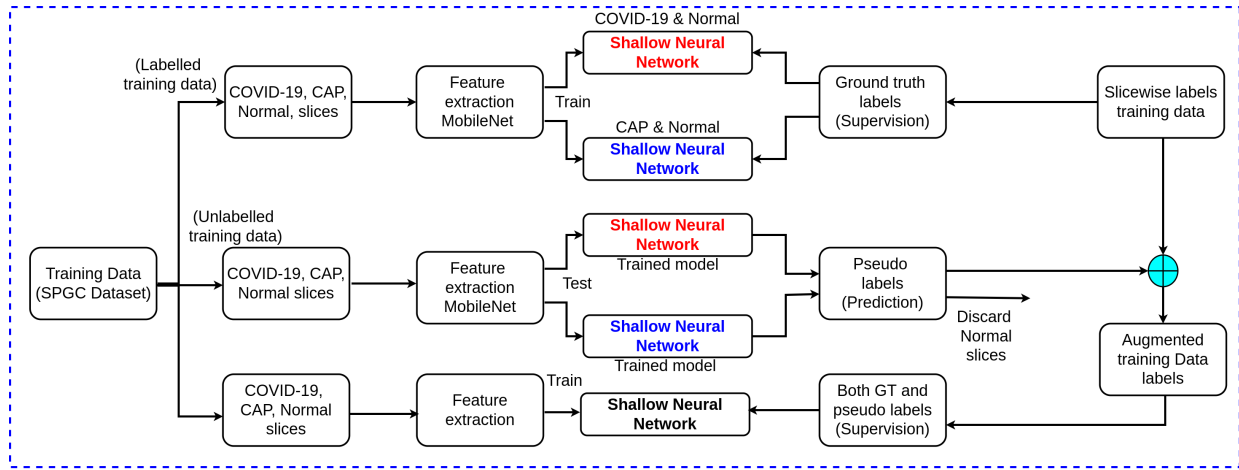 COVID-19 & Normal
Shallow Neural
Network
(Labelled
training data)
COVID-19, CAP,
Normal, slices
Feature
extraction
MobileNet
Train
Ground truth
labels
(Supervision)
Slicewise labels
training data
CAP & Normal
Shallow Neural
Network
(Unlabelled
training data)
Shallow Neural
Network
Trained model
Training Data
(SPGC Dataset)
COVID-19, CAP,
Normal slices
Feature
extraction
MobileNet
Test
Pseudo
labels
(Prediction)
Discard
Normal
slices
Shallow Neural
Network
Trained model
Augmented
training Data
labels
COVID-19,
CAP, Normal
slices
Feature
extraction
Train
Shallow Neural
Network
Both GT and
pseudo labels
(Supervision)